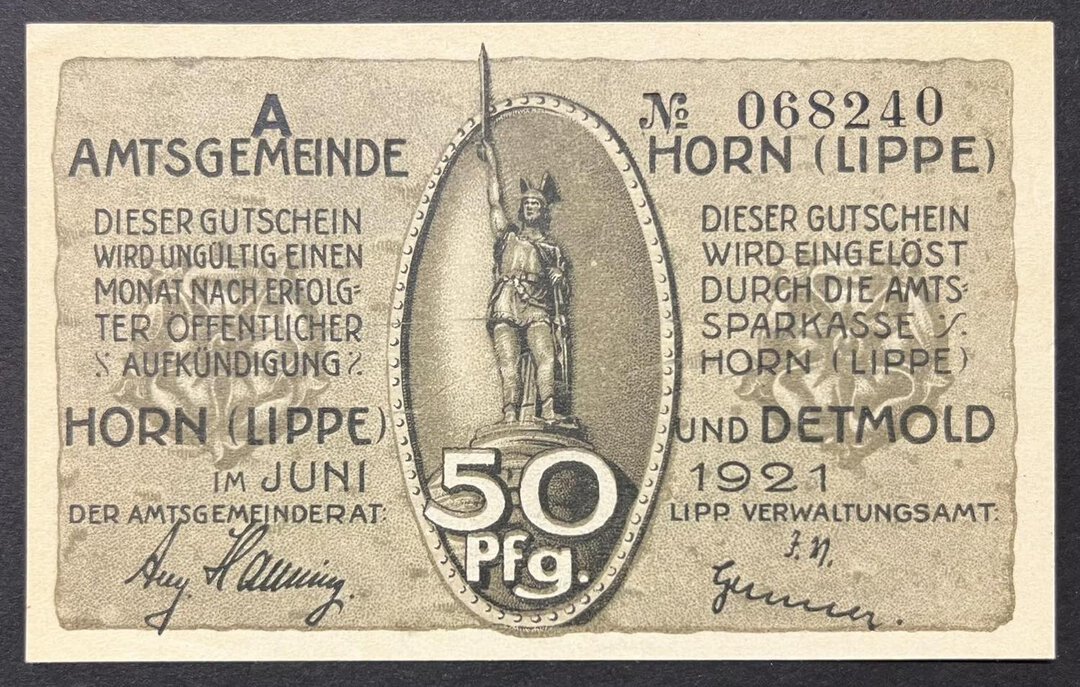 A
№ 068240
AMTSGEMEINDE
HORN (LIPPE)
DIESER GUTSCHEIN
WIRD UNGÜLTIG EINEN
MONAT NACH ERFOLG-
TER ÖFFENTLICHER
AUFKÜNDIGUNG
DIESER GUTSCHEIN
WIRD EINGELÖST
DURCH DIE AMTS-
SPARKASSE
HORN (LIPPE)
HORN (LIPPE) UND DETMOLD
IM JUNI 1921
DER AMTSGEMEINDERAT:
LIPP. VERWALTUNGSAMT:
50
Pfg.